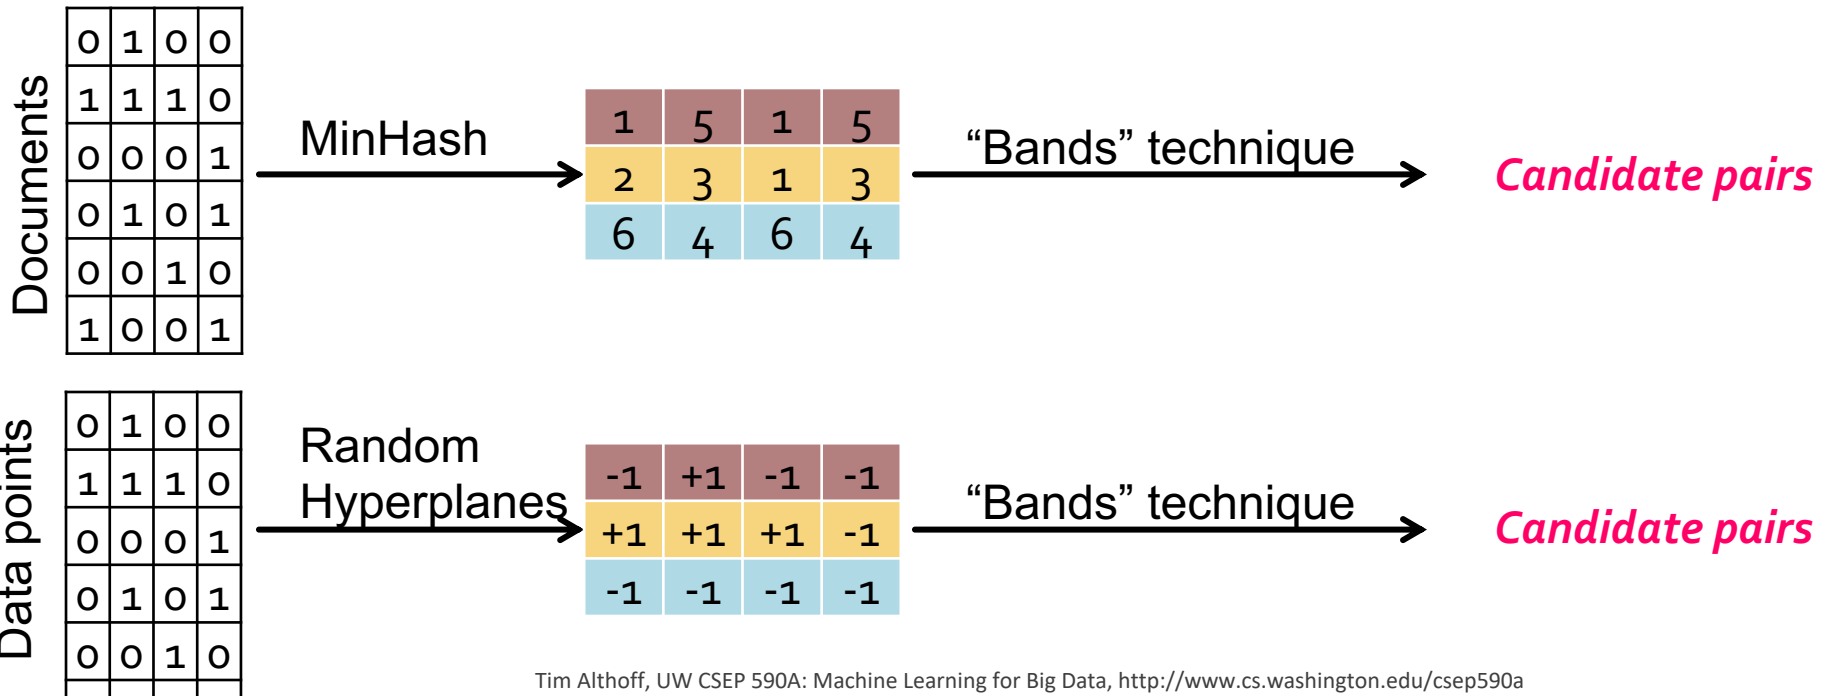 Documents
0 1 0 0
1 1 1 0
0 0 0 1
0 1 0 1
0 0 1 0
1 0 0 1
MinHash
1 5 1 5
2 3 1 3
6 4 6 4
“Bands” technique
Candidate pairs
Data points
0 1 0 0
1 1 1 0
0 0 0 1
0 1 0 1
0 0 1 0
Random
Hyperplanes
-1 +1 -1 -1
+1 +1 +1 -1
-1 -1 -1 -1
“Bands” technique
Candidate pairs
Tim Althoff, UW CSEP 590A: Machine Learning for Big Data, http://www.cs.washington.edu/csep590a